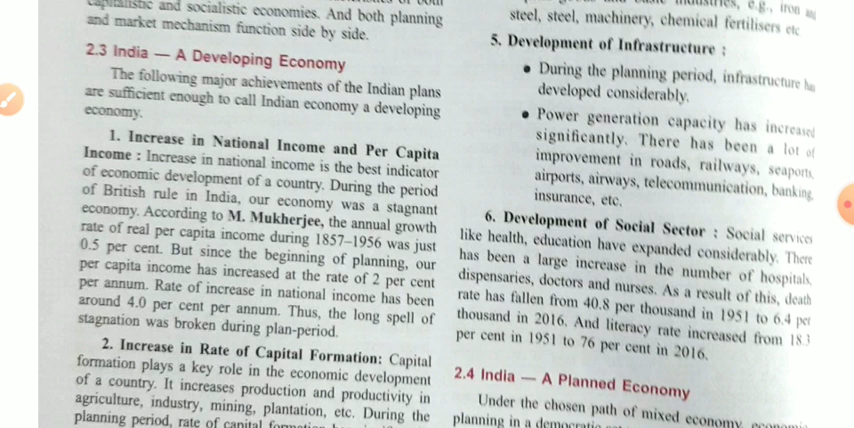 capitalistic and socialistic economies. And both planning
and market mechanism function side by side.
2.3 India — A Developing Economy
The following major achievements of the Indian plans
are sufficient enough to call Indian economy a developing
economy.
1. Increase in National Income and Per Capita
Income : Increase in national income is the best indicator
of economic development of a country. During the period
of British rule in India, our economy was a stagnant
economy. According to M. Mukherjee, the annual growth
rate of real per capita income during 1857–1956 was just
0.5 per cent. But since the beginning of planning, our
per capita income has increased at the rate of 2 per cent
per annum. Rate of increase in national income has been
around 4.0 per cent per annum. Thus, the long spell of
stagnation was broken during plan-period.
2. Increase in Rate of Capital Formation: Capital
formation plays a key role in the economic development
of a country. It increases production and productivity in
agriculture, industry, mining, plantation, etc. During the
planning period, rate of capital
industries, e.g., iron
steel, steel, machinery, chemical fertilisers etc
5. Development of Infrastructure :
• During the planning period, infrastructure
developed considerably.
• Power generation capacity has increased
significantly. There has been a lot of
improvement in roads, railways, seaports,
airports, airways, telecommunication, banking
insurance, etc.
6. Development of Social Sector : Social services
like health, education have expanded considerably. There
has been a large increase in the number of hospitals,
dispensaries, doctors and nurses. As a result of this, death
rate has fallen from 40.8 per thousand in 1951 to 6.4 per
thousand in 2016. And literacy rate increased from 18.3
per cent in 1951 to 76 per cent in 2016.
2.4 India — A Planned Economy
Under the chosen path of mixed economy,
planning in a democratic